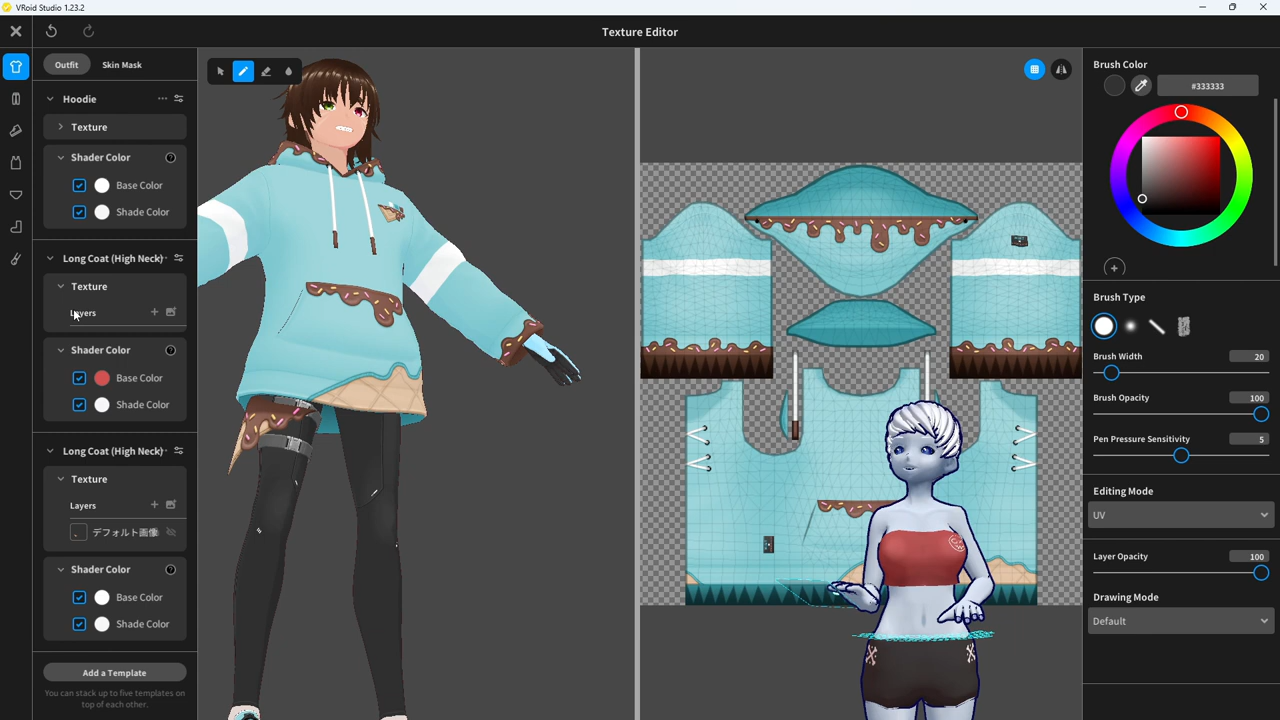 VRoid Studio 1.23.2
Texture Editor
Outfit
Skin Mask
Hoodie
Texture
Shader Color
Base Color
Shade Color
Long Coat (High Neck)
Texture
Layers
Shader Color
Base Color
Shade Color
Long Coat (High Neck)
Texture
Layers
デフォルト画像
Shader Color
Base Color
Shade Color
Add a Template
You can stack up to five templates on
top of each other.
Brush Color
#333333
Brush Type
Brush Width
20
Brush Opacity
100
Pen Pressure Sensitivity
5
Editing Mode
UV
Layer Opacity
100
Drawing Mode
Default